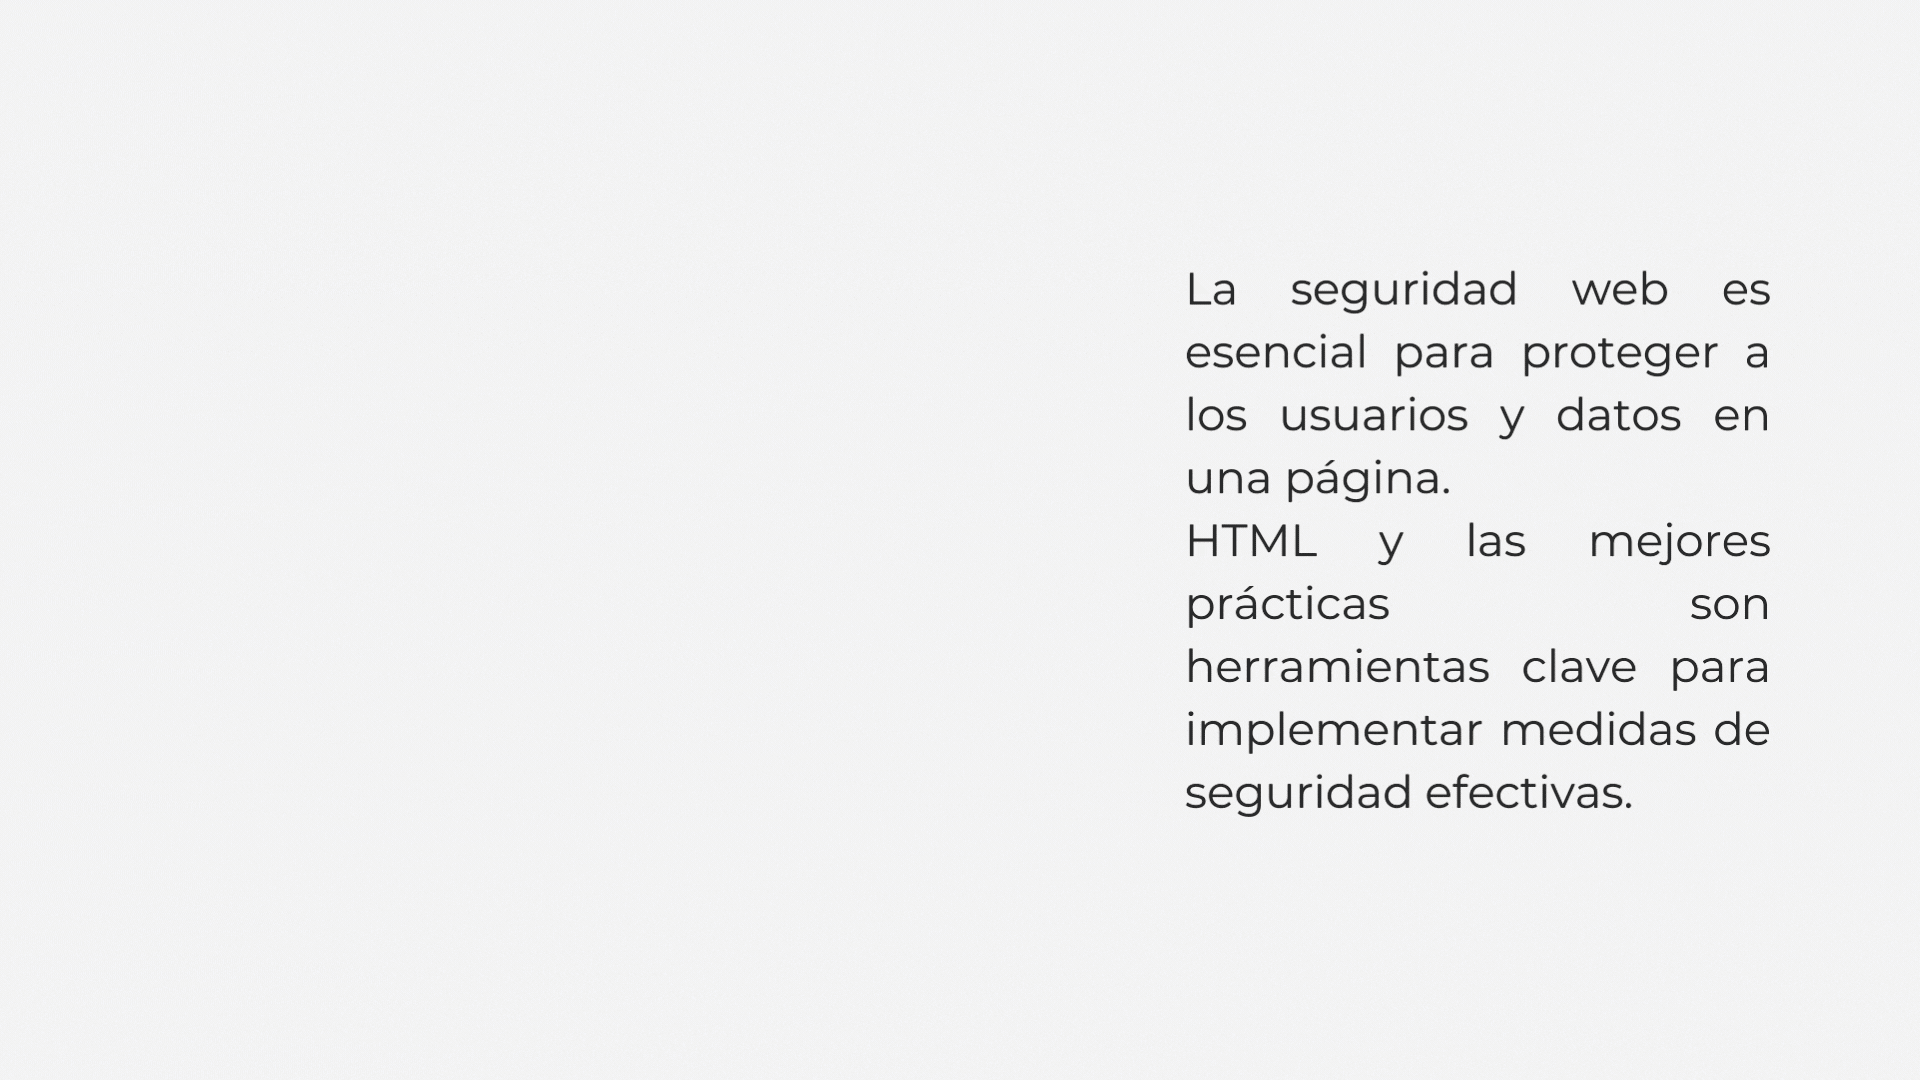 La seguridad web es
esencial para proteger a
los usuarios y datos en
una página.
HTML y las mejores
prácticas son
herramientas clave para
implementar medidas de
seguridad efectivas.